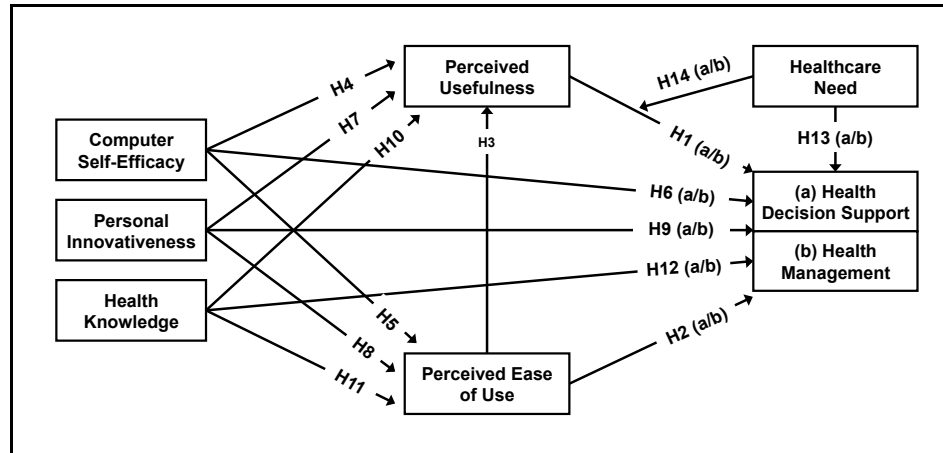 Perceived
Usefulness
Healthcare
Need
H14 (a/b)
H4
H7
H10
H3
H1 (a/b)
H13 (a/b)
Computer
Self-Efficacy
Personal
Innovativeness
Health
Knowledge
H6 (a/b)
H9 (a/b)
H12 (a/b)
(a) Health
Decision Support
(b) Health
Management
H5
H8
H11
H2 (a/b)
Perceived Ease
of Use